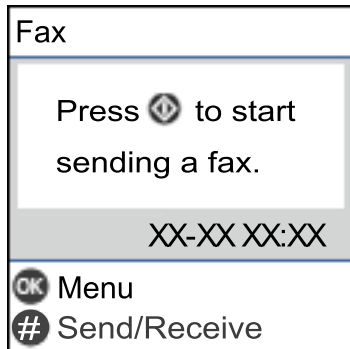 Fax
Press to start
sending a fax.
XX-XX XX:XX
OK Menu
# Send/Receive